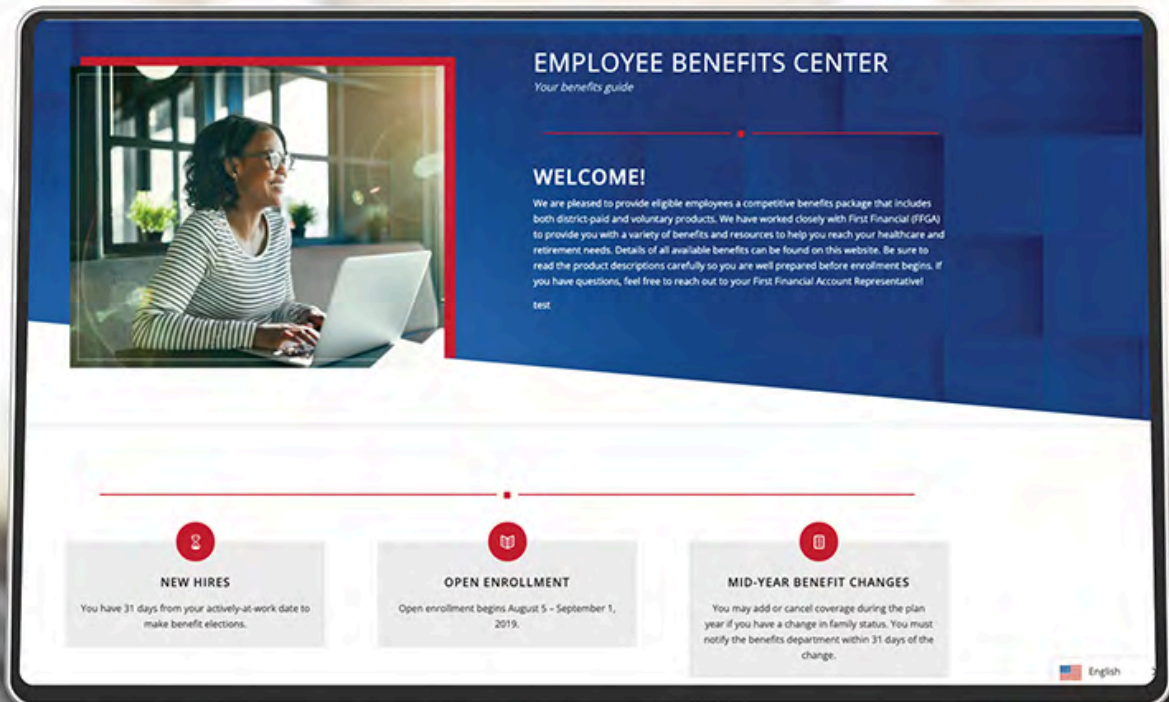 EMPLOYEE BENEFITS CENTER
Your benefits guide
WELCOME!
We are pleased to provide eligible employees a competitive benefits package that includes
both district-paid and voluntary products. We have worked closely with First Financial (FFGA)
to provide you with a variety of benefits and resources to help you reach your healthcare and
retirement needs. Details of all available benefits can be found on this website. Be sure to
read the product descriptions carefully so you are well prepared before enrollment begins. If
you have questions, feel free to reach out to your First Financial Account Representative!
test
NEW HIRES
You have 31 days from your actively-at-work date to
make benefit elections.
OPEN ENROLLMENT
Open enrollment begins August 5 – September 1,
2019.
MID-YEAR BENEFIT CHANGES
You may add or cancel coverage during the plan
year if you have a change in family status. You must
notify the benefits department within 31 days of the
change.
English